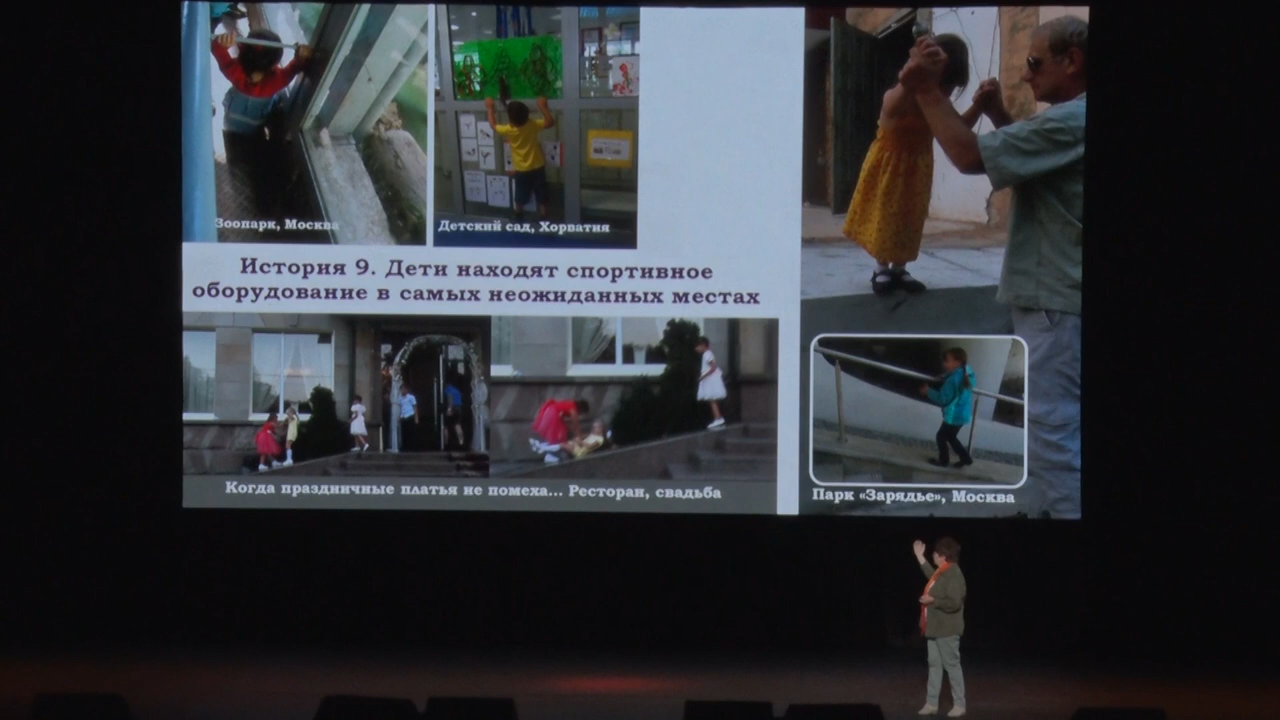 Зоопарк, Москва
Детский сад, Хорватия
История 9. Дети находят спортивное
оборудование в самых неожиданных местах
Когда праздничные платья не помеха... Ресторан, свадьба
Парк «Зарядье», Москва